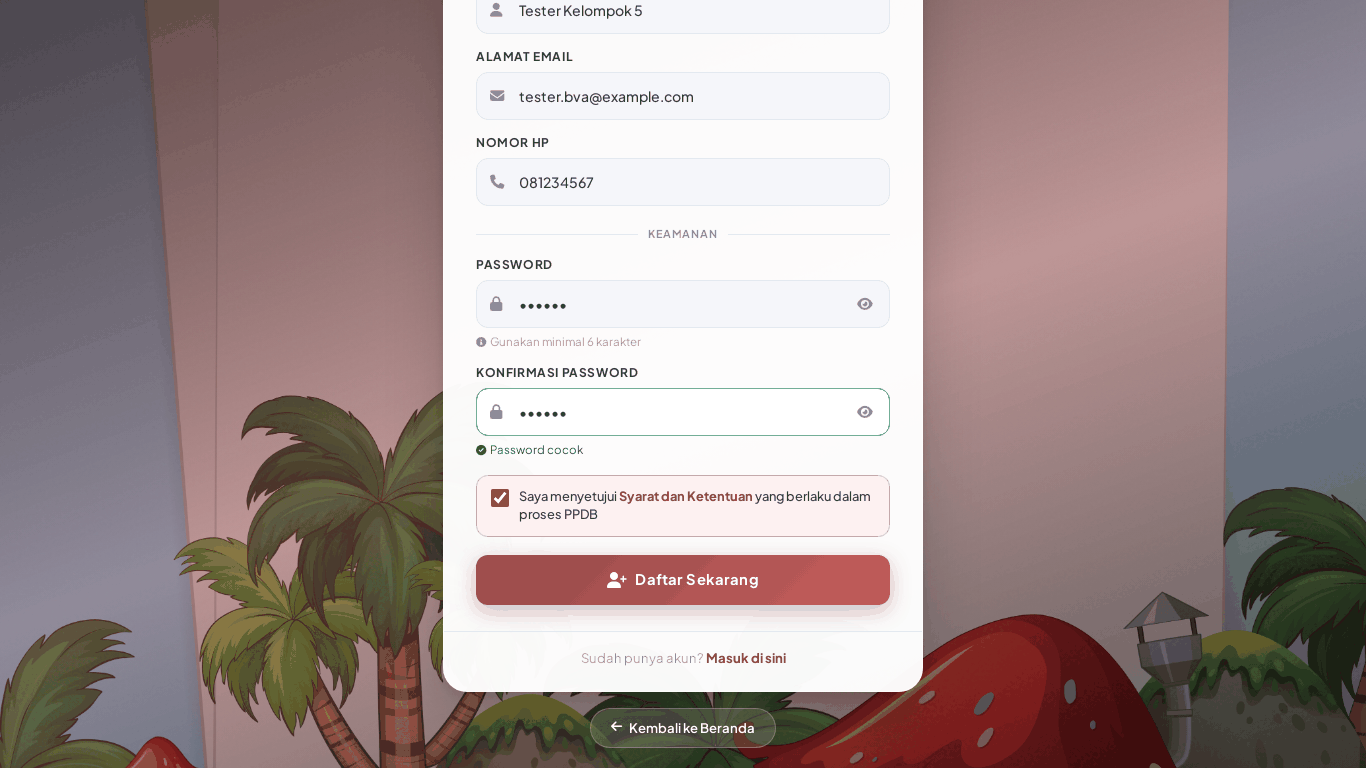 Tester Kelompok 5
ALAMAT EMAIL
tester.bva@example.com
NOMOR HP
081234567
KEAMANAN
PASSWORD
••••••
Gunakan minimal 6 karakter
KONFIRMASI PASSWORD
••••••
Password cocok
Saya menyetujui Syarat dan Ketentuan yang berlaku dalam
proses PPDB
Daftar Sekarang
Sudah punya akun? Masuk di sini
Kembali ke Beranda